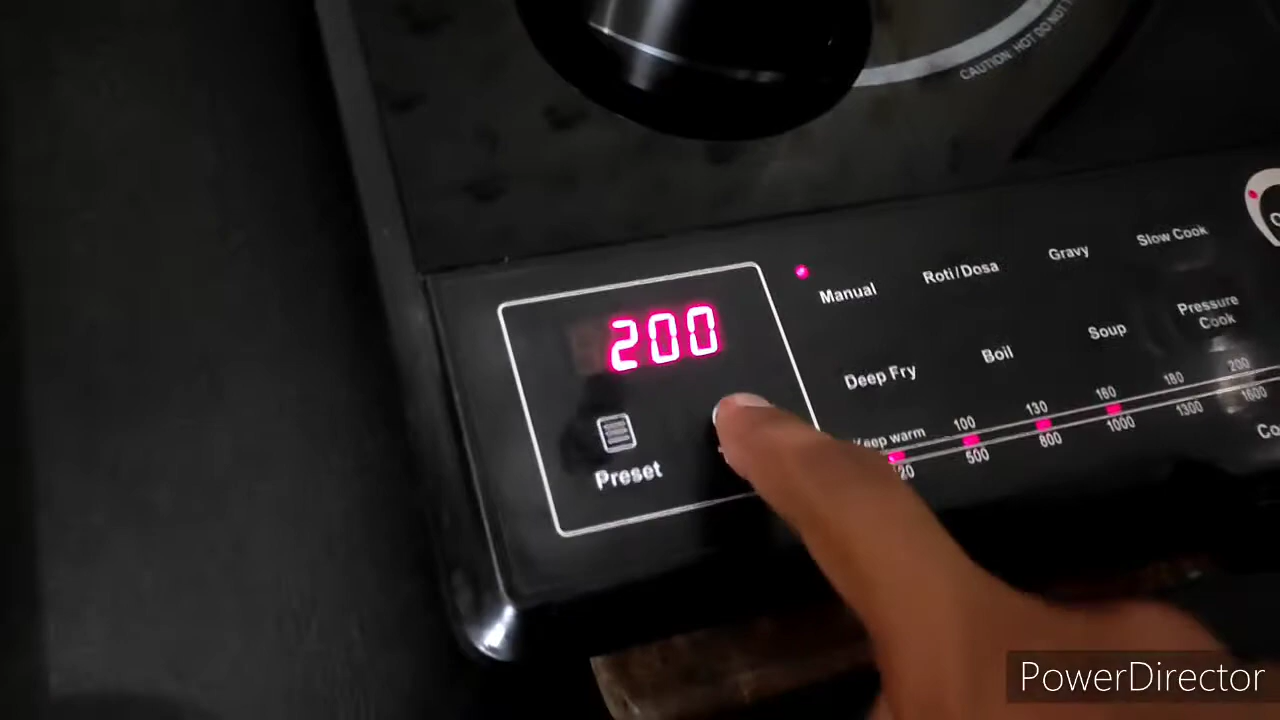 CAUTION: HOT DO NOT
200
Preset
Manual
Roti/Dosa
Gravy
Slow Cook
Deep Fry
Boil
Soup
Pressure
Cook
Keep warm
100 130 160 180 200
500 800 1000 1300 1600
PowerDirector